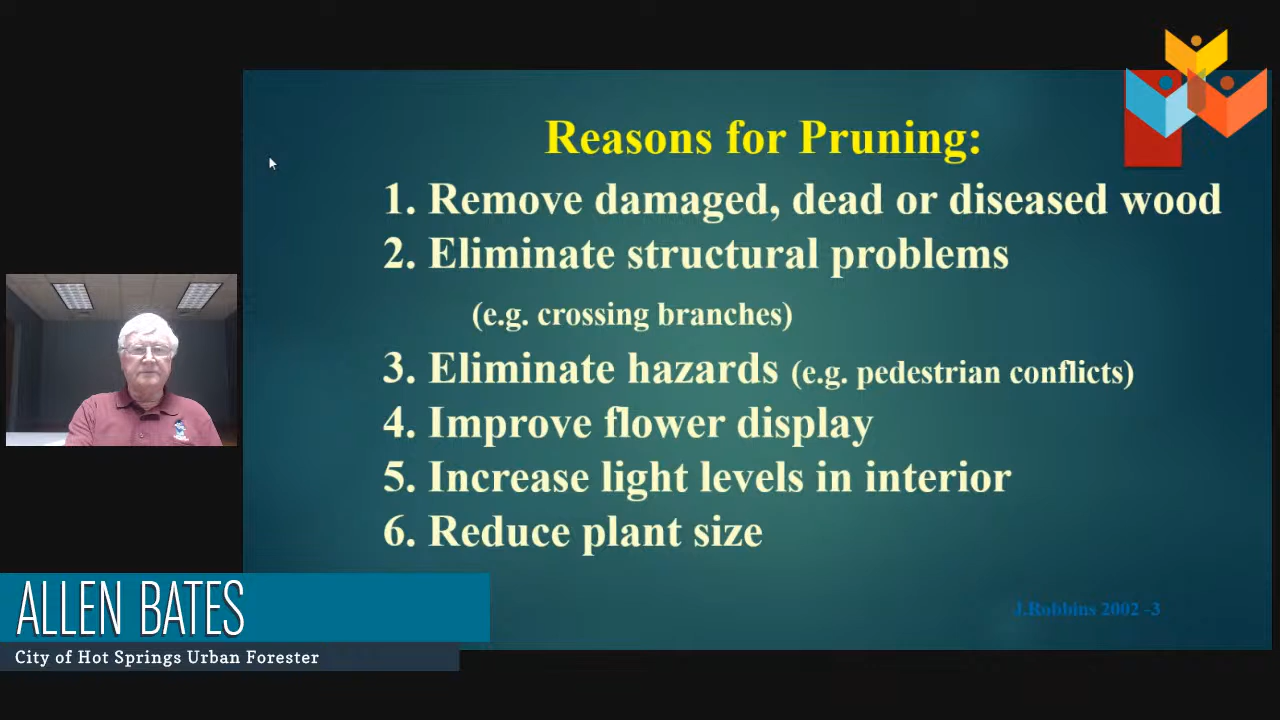 Reasons for Pruning:
1. Remove damaged, dead or diseased wood
2. Eliminate structural problems
(e.g. crossing branches)
3. Eliminate hazards (e.g. pedestrian conflicts)
4. Improve flower display
5. Increase light levels in interior
6. Reduce plant size
J.Robbins 2002 -3
ALLEN BATES
City of Hot Springs Urban Forester